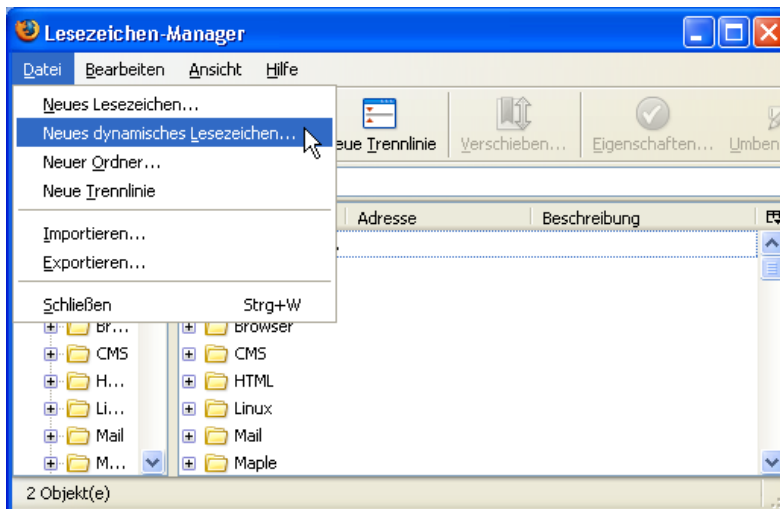 Lesezeichen-Manager
Datei Bearbeiten Ansicht Hilfe
Neues Lesezeichen...
Neues dynamisches Lesezeichen...
Neuer Ordner...
Neue Trennlinie
Importieren...
Exportieren...
Schließen Strg+W
eue Trennlinie Verschieben... Eigenschaften... Umben
Adresse Beschreibung
Br... Browser
CMS CMS
H... HTML
Li... Linux
Mail Mail
M... Maple
2 Objekt(e)